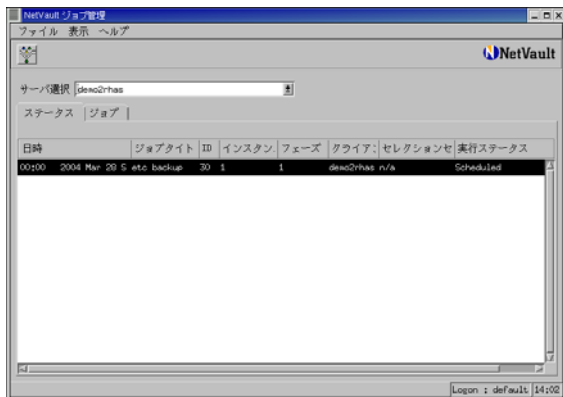 NetVault ジョブ管理
ファイル 表示 ヘルプ
NetVault
サーバ選択 demo2rhas
ステータス ジョブ
日時 ジョブタイト ID インスタン フェーズ クライアン セレクションセ 実行ステータス
00:00 2004 Mar 28 S etc backup 30 1 1 demo2rhas n/a Scheduled
Logon : default 14:02